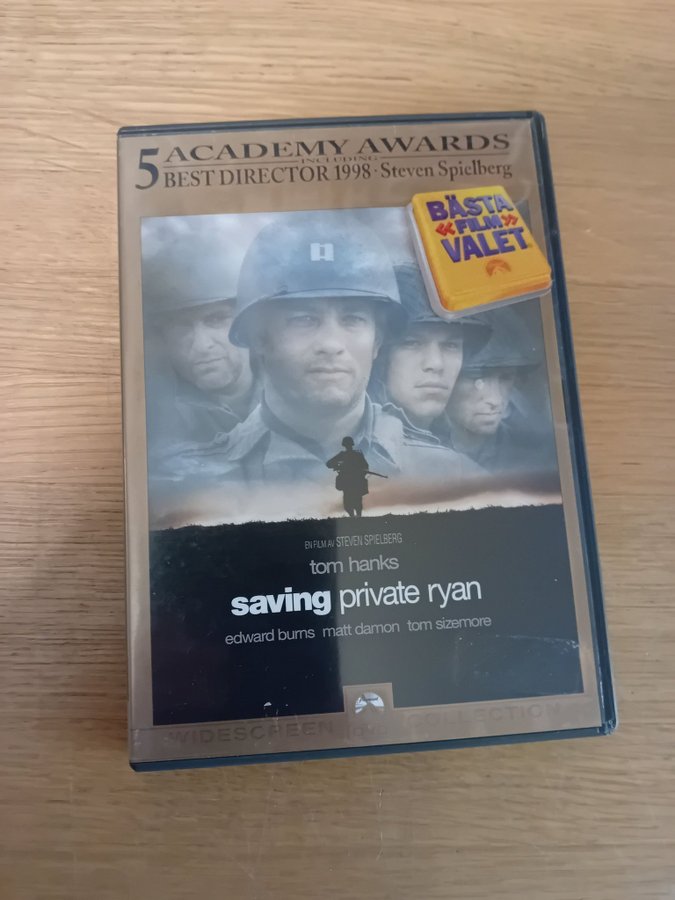 5 ACADEMY AWARDS
INCLUDING
BEST DIRECTOR 1998 · Steven Spielberg
BÄSTA
«FILM»
VALET
EN FILM AV STEVEN SPIELBERG
tom hanks
saving private ryan
edward burns matt damon tom sizemore
WIDESCREEN DVD COLLECTION